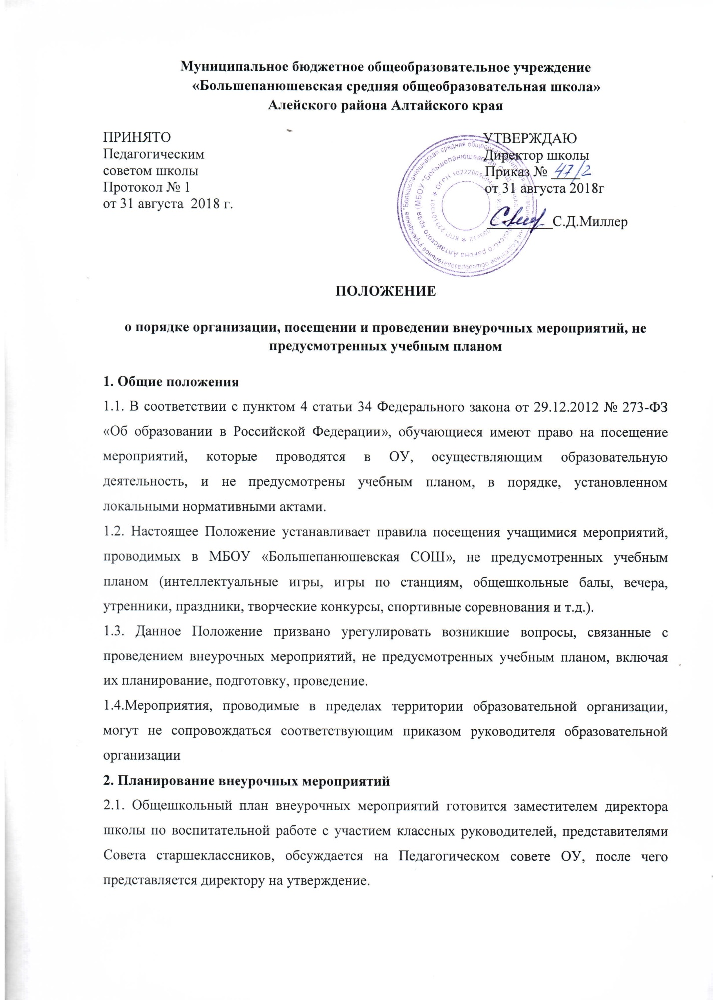 Муниципальное бюджетное общеобразовательное учреждение
«Большепанюшевская средняя общеобразовательная школа»
Алейского района Алтайского края
ПРИНЯТО
Педагогическим
советом школы
Протокол № 1
от 31 августа 2018 г.
УТВЕРЖДАЮ
Директор школы
Приказ № 47/2
от 31 августа 2018г
С.Д.Миллер
ПОЛОЖЕНИЕ
о порядке организации, посещении и проведении внеурочных мероприятий, не
предусмотренных учебным планом
1. Общие положения
1.1. В соответствии с пунктом 4 статьи 34 Федерального закона от 29.12.2012 № 273-ФЗ
«Об образовании в Российской Федерации», обучающиеся имеют право на посещение
мероприятий, которые проводятся в ОУ, осуществляющим образовательную
деятельность, и не предусмотрены учебным планом, в порядке, установленном
локальными нормативными актами.
1.2. Настоящее Положение устанавливает правила посещения учащимися мероприятий,
проводимых в МБОУ «Большепанюшевская СОШ», не предусмотренных учебным
планом (интеллектуальные игры, игры по станциям, общешкольные балы, вечера,
утренники, праздники, творческие конкурсы, спортивные соревнования и т.д.).
1.3. Данное Положение призвано урегулировать возникшие вопросы, связанные с
проведением внеурочных мероприятий, не предусмотренных учебным планом, включая
их планирование, подготовку, проведение.
1.4.Мероприятия, проводимые в пределах территории образовательной организации,
могут не сопровождаться соответствующим приказом руководителя образовательной
организации
2. Планирование внеурочных мероприятий
2.1. Общешкольный план внеурочных мероприятий готовится заместителем директора
школы по воспитательной работе с участием классных руководителей, представителями
Совета старшеклассников, обсуждается на Педагогическом совете ОУ, после чего
представляется директору на утверждение.